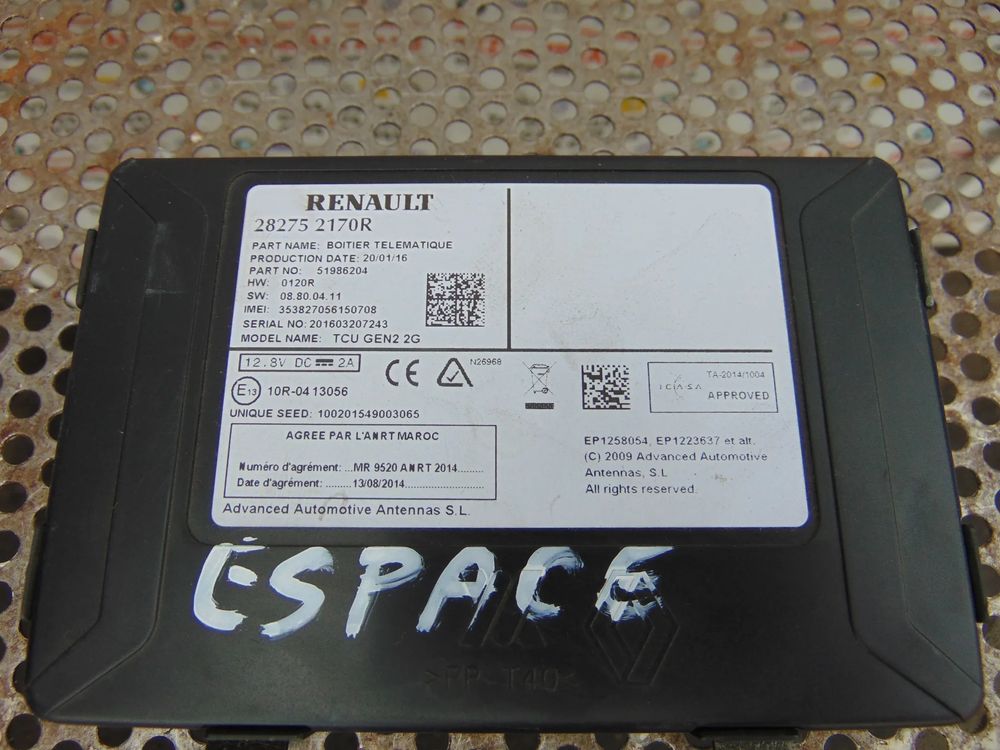 RENAULT
28275 2170R
PART NAME: BOITIER TELEMATIQUE
PRODUCTION DATE: 20/01/16
PART NO: 51986204
HW: 0120R
SW: 08.80.04.11
IMEI: 353827056150708
SERIAL NO: 201603207243
MODEL NAME: TCU GEN2 2G
12.8V DC 2A
CE
N26968
E13 10R-04 13056
UNIQUE SEED: 100201549003065
TA-2014/1004
ICASA
APPROVED
AGREE PAR L'ANRT MAROC
Numéro d'agrément: ...MR 9520 ANRT 2014.........
Date d'agrément: .........13/08/2014...................
Advanced Automotive Antennas S.L.
EP1258054, EP1223637 et alt.
(C) 2009 Advanced Automotive
Antennas, S.L
All rights reserved.
ESPACE
>PP-T40<